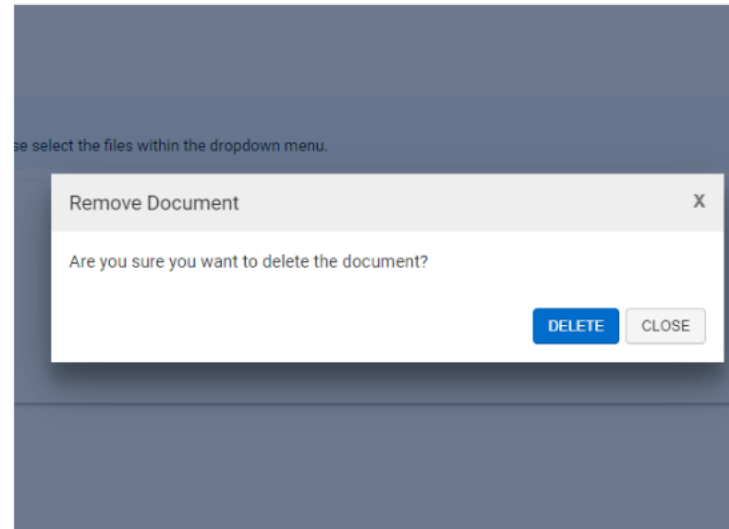 se select the files within the dropdown menu.
Remove Document X
Are you sure you want to delete the document?
DELETE CLOSE